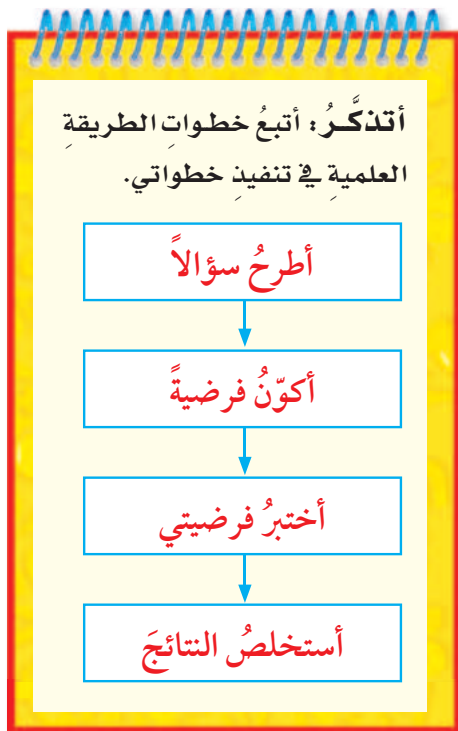 أتذكَّرُ: أتبعُ خطواتِ الطريقةِ
العلميةِ في تنفيذِ خطواتي.
أطرحُ سؤالاً
أكوّنُ فرضيةً
أختبرُ فرضيتي
أستخلصُ النتائجَ